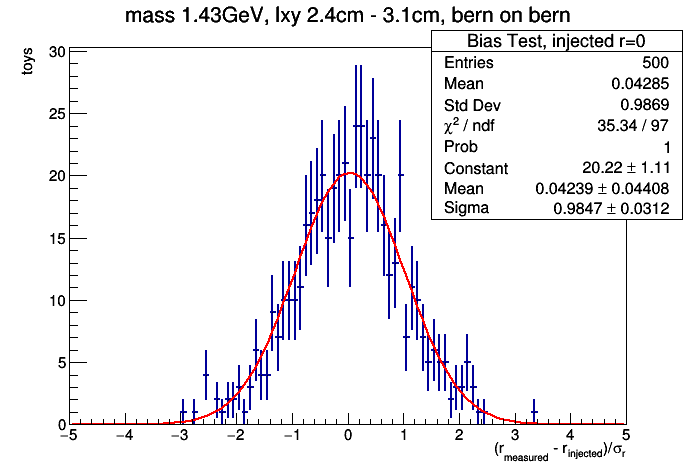 mass 1.43GeV, lxy 2.4cm - 3.1cm, bern on bern
Bias Test, injected r=0
Entries 500
Mean 0.04285
Std Dev 0.9869
χ² / ndf 35.34 / 97
Prob 1
Constant 20.22 ± 1.11
Mean 0.04239 ± 0.04408
Sigma 0.9847 ± 0.0312
toys
30
25
20
15
10
5
0
−5 −4 −3 −2 −1 0 1 2 3 4 5
(r_measured - r_injected)/σ_r